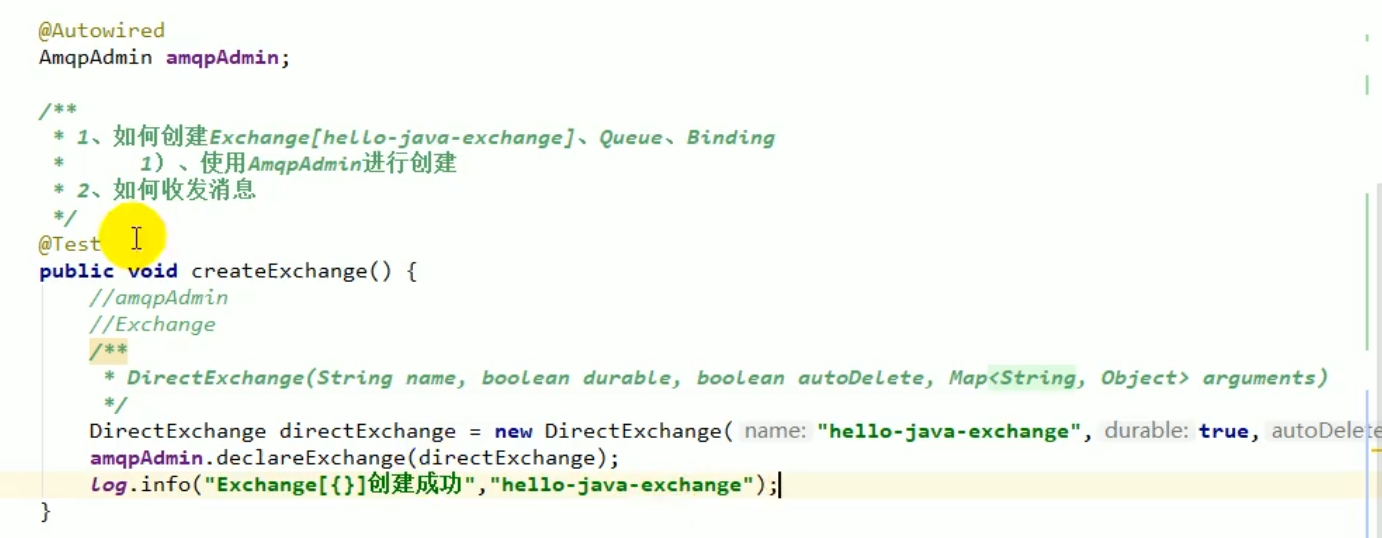 @Autowired
AmqpAdmin amqpAdmin;
/**
* 1、如何创建Exchange[hello-java-exchange]、Queue、Binding
* 1）、使用AmqpAdmin进行创建
* 2、如何收发消息
*/
@Test
public void createExchange() {
//amqpAdmin
//Exchange
/**
* DirectExchange(String name, boolean durable, boolean autoDelete, Map<String, Object> arguments)
*/
DirectExchange directExchange = new DirectExchange( name: "hello-java-exchange", durable: true, autoDelete
amqpAdmin.declareExchange(directExchange);
log.info("Exchange[{}]创建成功","hello-java-exchange");
}